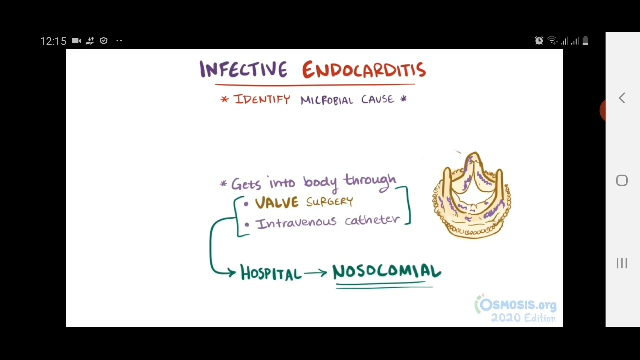 12:15
INFECTIVE ENDOCARDITIS
* IDENTIFY MICROBIAL CAUSE *
* Gets into body through
• VALVE SURGERY
• Intravenous catheter
HOSPITAL → NOSOCOMIAL
OSMOSIS.org
2020 Edition